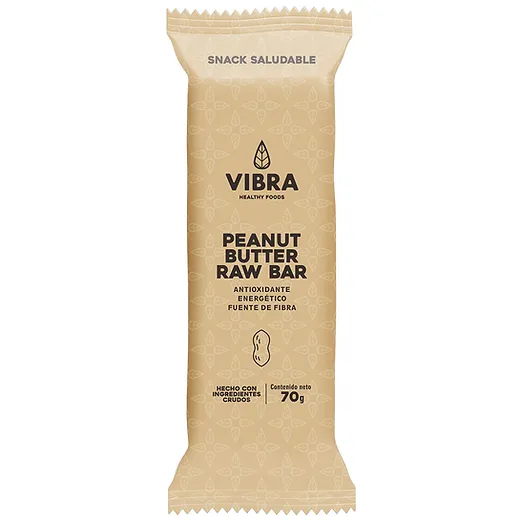 SNACK SALUDABLE
VIBRA
HEALTHY FOODS
PEANUT
BUTTER
RAW BAR
ANTIOXIDANTE
ENERGÉTICO
FUENTE DE FIBRA
HECHO CON
INGREDIENTES
CRUDOS
Contenido neto
70g